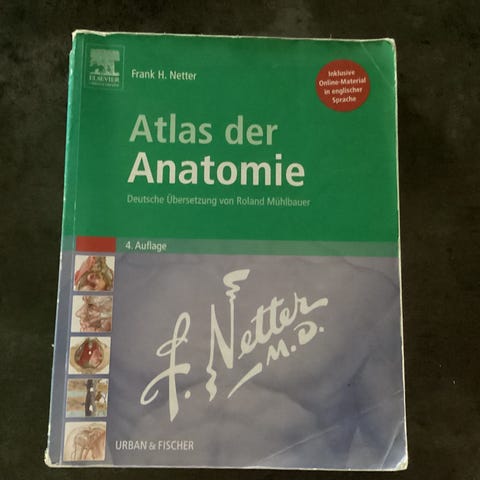 ELSEVIER
Frank H. Netter
Inklusive
Online-Material
in englischer
Sprache
Atlas der
Anatomie
Deutsche Übersetzung von Roland Mühlbauer
4. Auflage
F. Netter
M.D.
URBAN & FISCHER